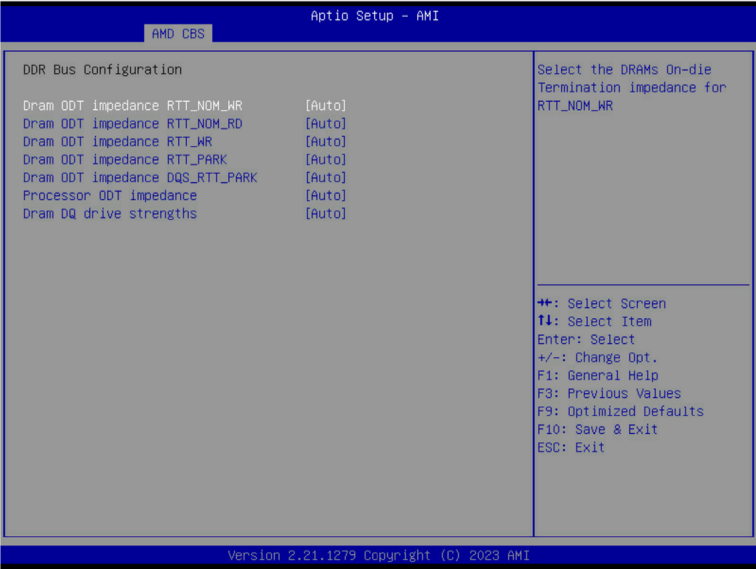 Aptio Setup – AMI
AMD CBS
DDR Bus Configuration
Dram ODT impedance RTT_NOM_WR [Auto]
Dram ODT impedance RTT_NOM_RD [Auto]
Dram ODT impedance RTT_WR [Auto]
Dram ODT impedance RTT_PARK [Auto]
Dram ODT impedance DQS_RTT_PARK [Auto]
Processor ODT impedance [Auto]
Dram DQ drive strengths [Auto]
Select the DRAMs On-die
Termination impedance for
RTT_NOM_WR
→←: Select Screen
↑↓: Select Item
Enter: Select
+/-: Change Opt.
F1: General Help
F3: Previous Values
F9: Optimized Defaults
F10: Save & Exit
ESC: Exit
Version 2.21.1279 Copyright (C) 2023 AMI